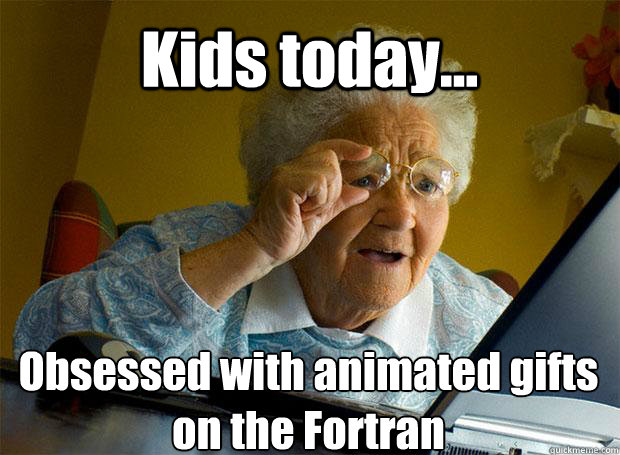 Kids today...
Obsessed with animated gifts
on the Fortran
quickmeme.com